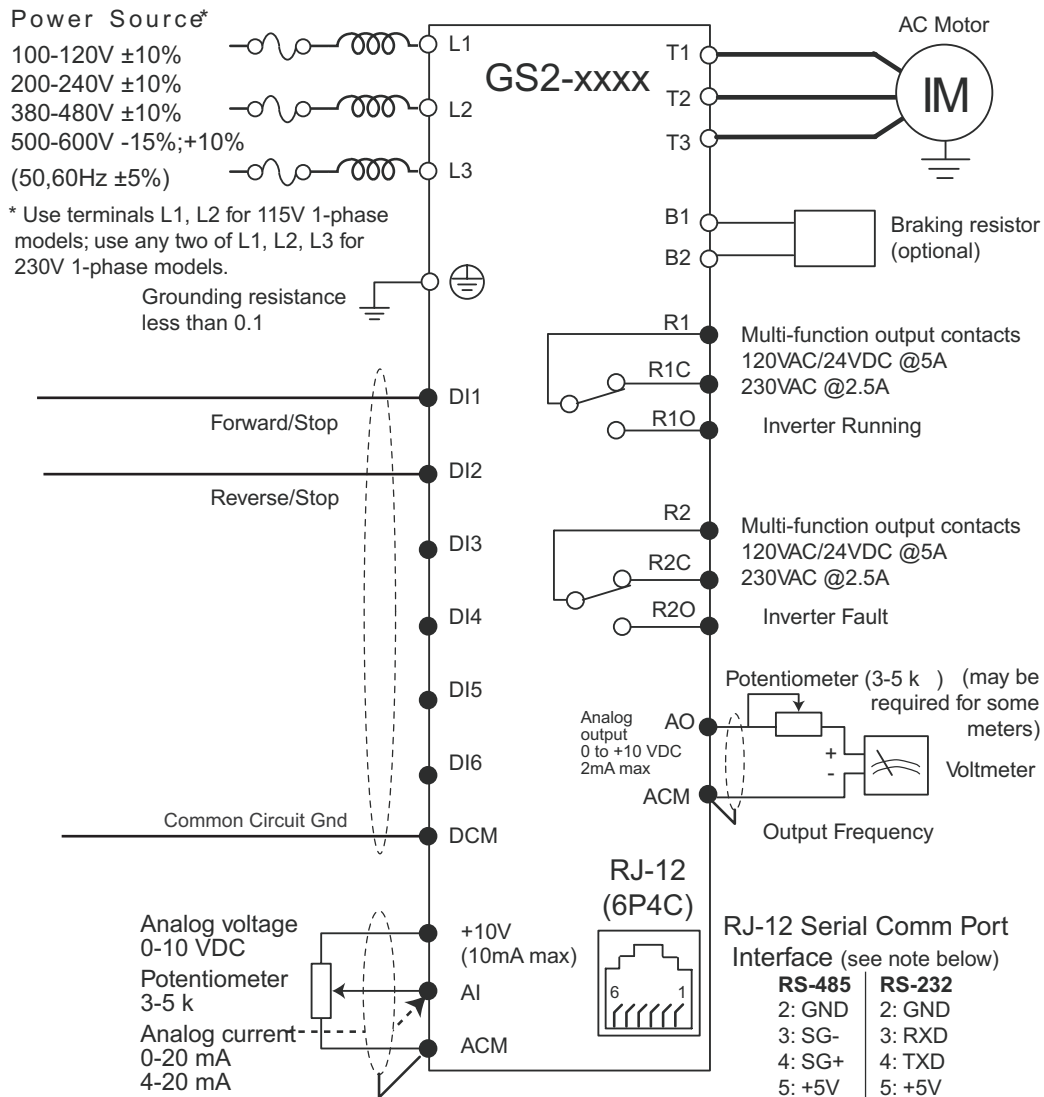 Power Source*
100-120V ±10%
200-240V ±10%
380-480V ±10%
500-600V -15%;+10%
(50,60Hz ±5%)
* Use terminals L1, L2 for 115V 1-phase
models; use any two of L1, L2, L3 for
230V 1-phase models.
Grounding resistance
less than 0.1
L1
L2
L3
GS2-xxxx
T1
T2
T3
AC Motor
IM
B1
B2
Braking resistor
(optional)
R1
R1C
R1O
Multi-function output contacts
120VAC/24VDC @5A
230VAC @2.5A
Inverter Running
DI1
Forward/Stop
DI2
Reverse/Stop
DI3
DI4
DI5
DI6
DCM
Common Circuit Gnd
R2
R2C
R2O
Multi-function output contacts
120VAC/24VDC @5A
230VAC @2.5A
Inverter Fault
Potentiometer (3-5 k ) (may be
required for some
meters)
Analog
output
0 to +10 VDC
2mA max
AO
ACM
+
-
Voltmeter
Output Frequency
Analog voltage
0-10 VDC
Potentiometer
3-5 k
Analog current
0-20 mA
4-20 mA
+10V
(10mA max)
AI
ACM
RJ-12
(6P4C)
6 1
RJ-12 Serial Comm Port
Interface (see note below)
RS-485 RS-232
2: GND 2: GND
3: SG- 3: RXD
4: SG+ 4: TXD
5: +5V 5: +5V